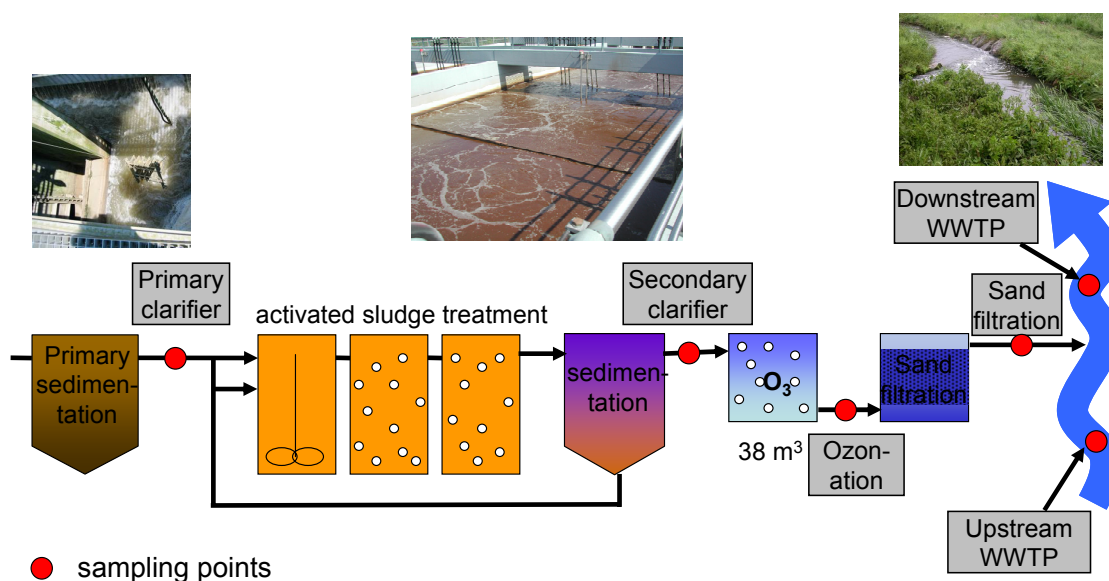 Downstream
WWTP
Primary
clarifier
Secondary
clarifier
Sand
filtration
activated sludge treatment
Primary
sedimen-
tation
sedimen-
tation
O₃
Sand
filtration
38 m³
Ozon-
ation
Upstream
WWTP
sampling points